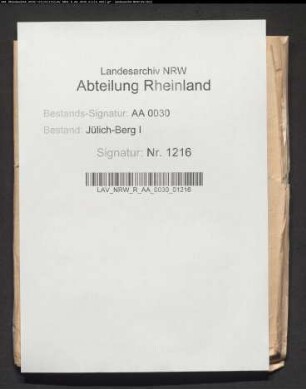 Landesarchiv NRW
Abteilung Rheinland
Bestands-Signatur: AA 0030
Bestand: Jülich-Berg I
Signatur: Nr. 1216
LAV_NRW_R_AA_0030_01216